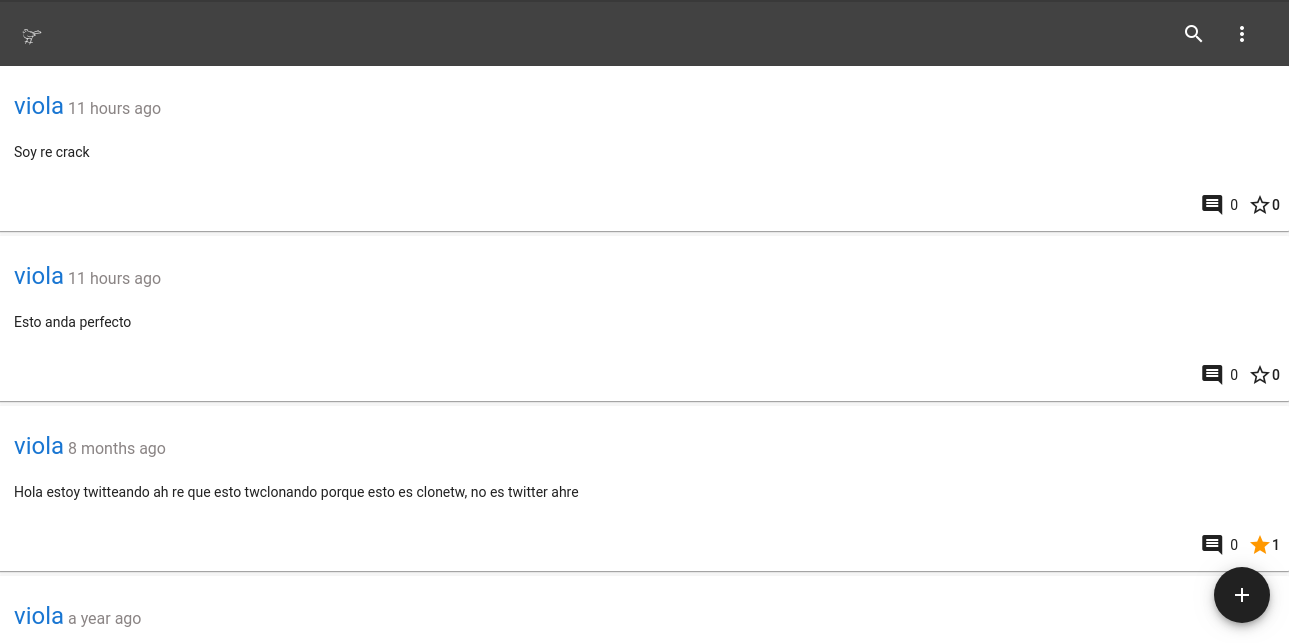 viola 11 hours ago
Soy re crack
0 0
viola 11 hours ago
Esto anda perfecto
0 0
viola 8 months ago
Hola estoy twitteando ah re que esto twclonando porque esto es clonetw, no es twitter ahre
0 1
viola a year ago